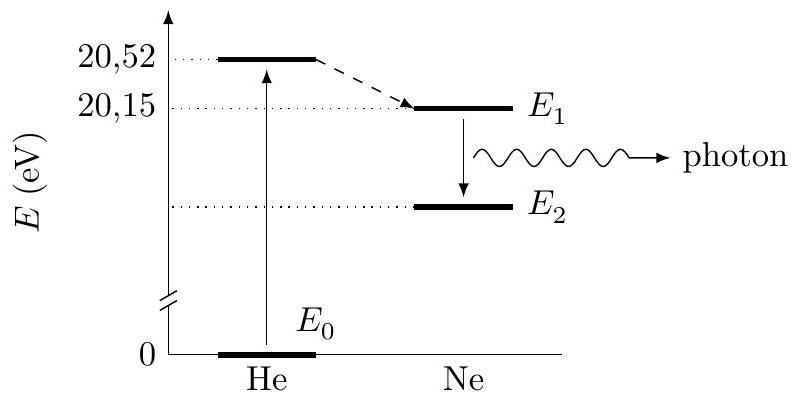 20,52
20,15
E₁
E (eV)
photon
E₂
E₀
0
He
Ne